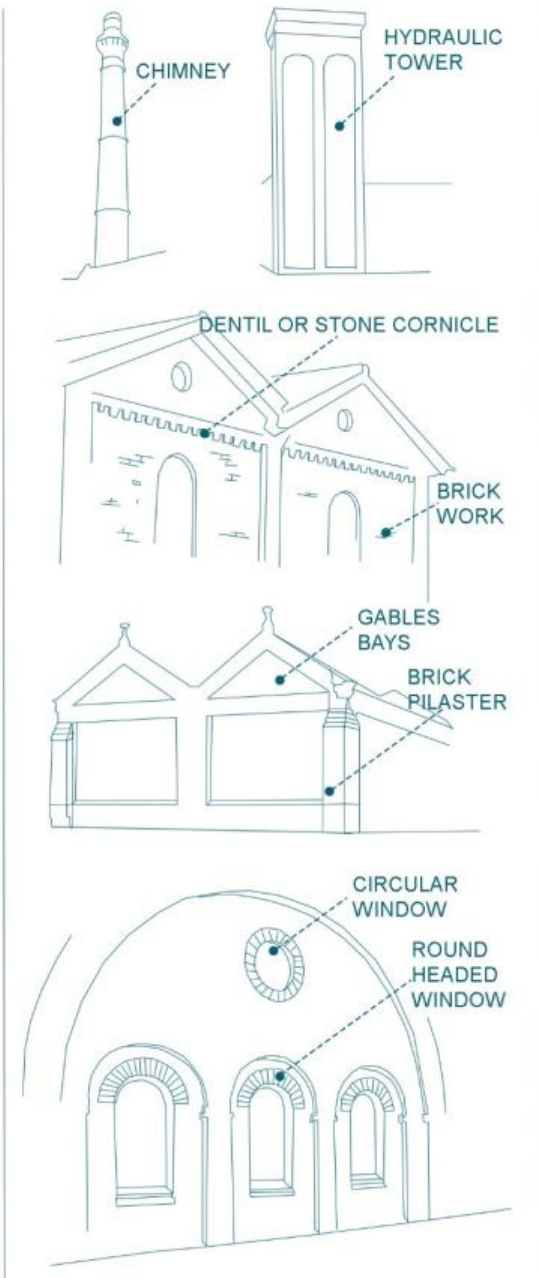 CHIMNEY
HYDRAULIC
TOWER
DENTIL OR STONE CORNICLE
BRICK
WORK
GABLES
BAYS
BRICK
PILASTER
CIRCULAR
WINDOW
ROUND
HEADED
WINDOW